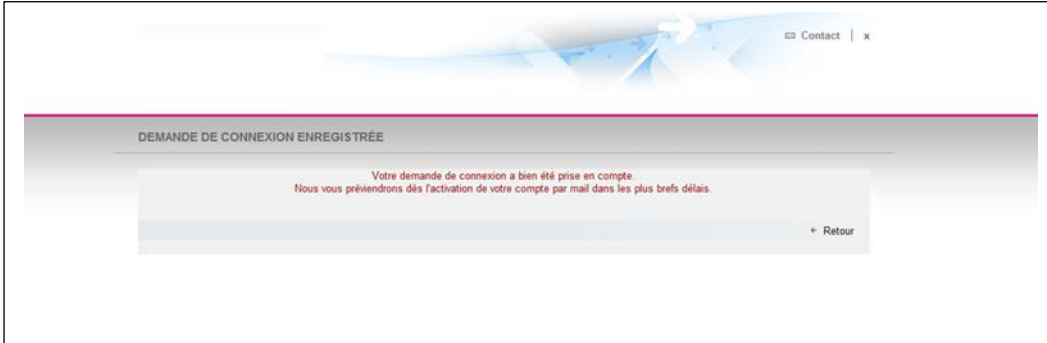 Contact | x
DEMANDE DE CONNEXION ENREGISTRÉE
Votre demande de connexion a bien été prise en compte.
Nous vous préviendrons dès l'activation de votre compte par mail dans les plus brefs délais.
Retour